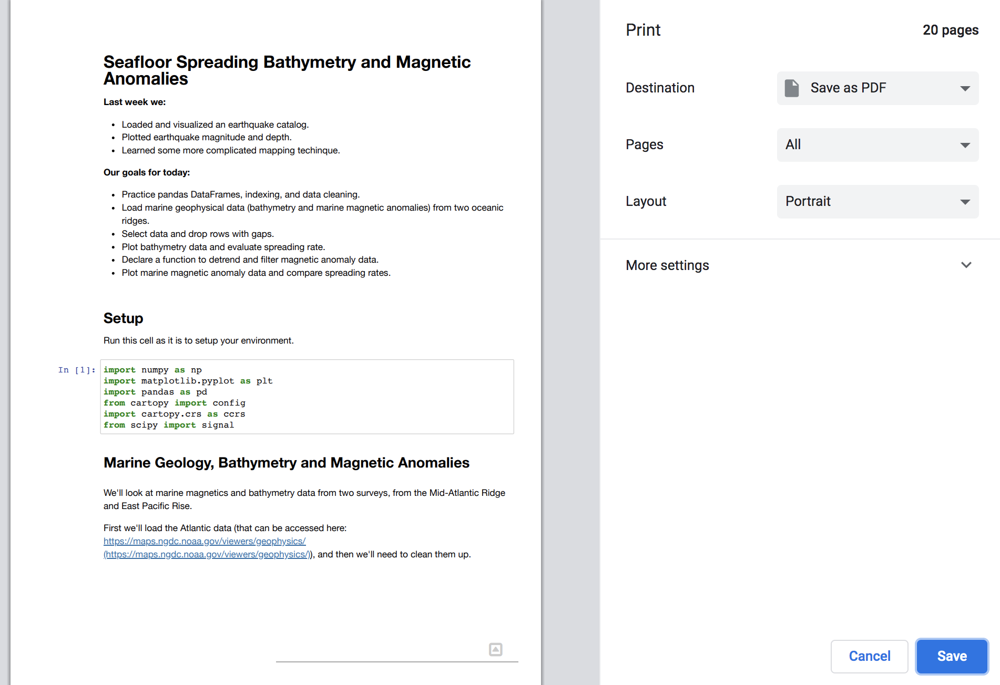 Seafloor Spreading Bathymetry and Magnetic
Anomalies
Last week we:
Loaded and visualized an earthquake catalog.
Plotted earthquake magnitude and depth.
Learned some more complicated mapping techinque.
Our goals for today:
Practice pandas DataFrames, indexing, and data cleaning.
Load marine geophysical data (bathymetry and marine magnetic anomalies) from two oceanic
ridges.
Select data and drop rows with gaps.
Plot bathymetry data and evaluate spreading rate.
Declare a function to detrend and filter magnetic anomaly data.
Plot marine magnetic anomaly data and compare spreading rates.
Setup
Run this cell as it is to setup your environment.
In [1]: import numpy as np
import matplotlib.pyplot as plt
import pandas as pd
from cartopy import config
import cartopy.crs as ccrs
from scipy import signal
Marine Geology, Bathymetry and Magnetic Anomalies
We'll look at marine magnetics and bathymetry data from two surveys, from the Mid-Atlantic Ridge
and East Pacific Rise.
First we'll load the Atlantic data (that can be accessed here:
https://maps.ngdc.noaa.gov/viewers/geophysics/
(https://maps.ngdc.noaa.gov/viewers/geophysics/)), and then we'll need to clean them up.
Print 20 pages
Destination Save as PDF
Pages All
Layout Portrait
More settings
Cancel Save